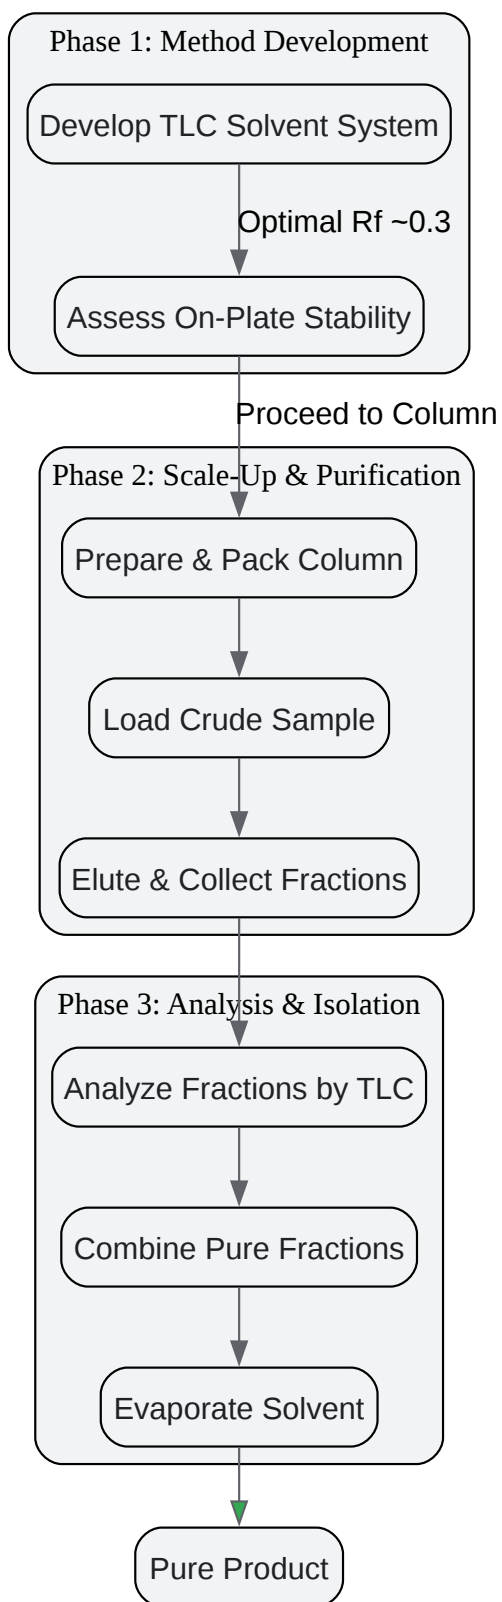 Phase 1: Method Development
Develop TLC Solvent System
Optimal Rf ~0.3
Assess On-Plate Stability
Proceed to Column
Phase 2: Scale-Up & Purification
Prepare & Pack Column
Load Crude Sample
Elute & Collect Fractions
Phase 3: Analysis & Isolation
Analyze Fractions by TLC
Combine Pure Fractions
Evaporate Solvent
Pure Product